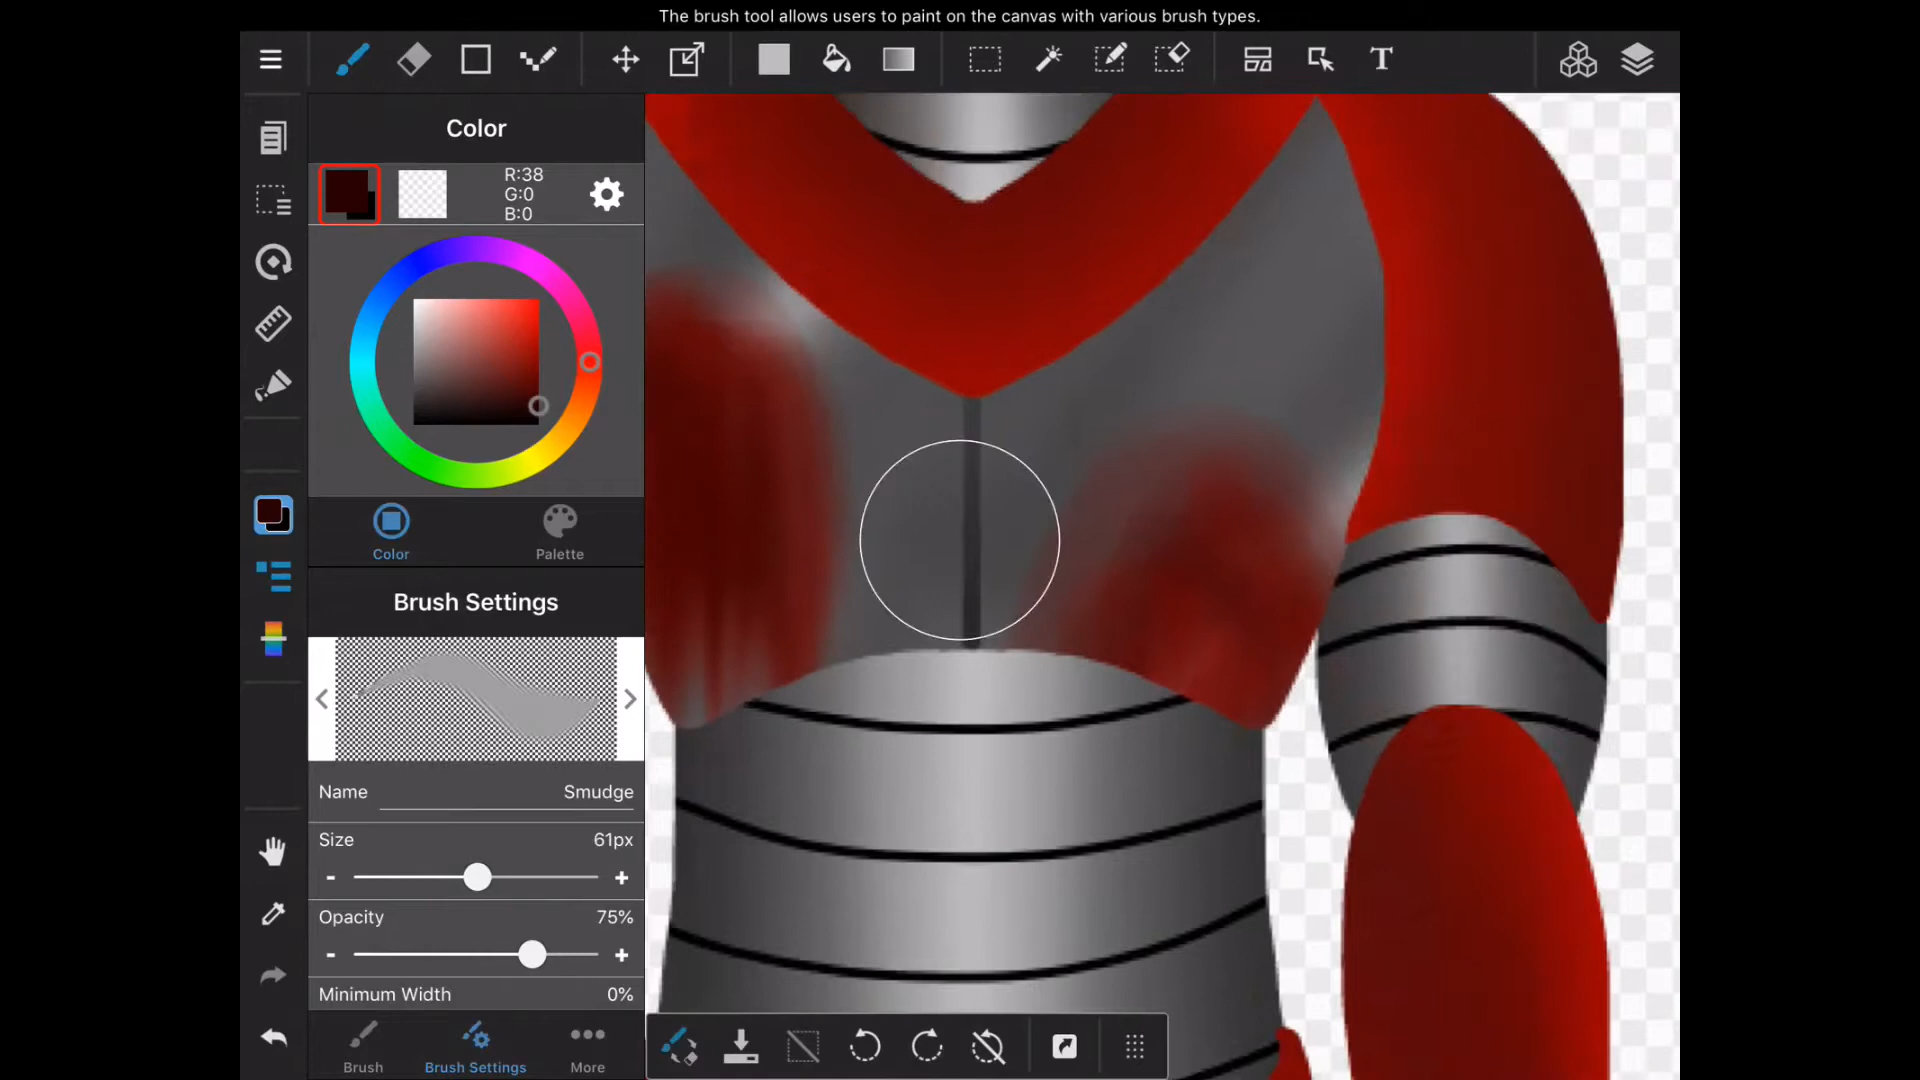 The brush tool allows users to paint on the canvas with various brush types.
T
Color
R:38
G:0
B:0
Color
Palette
Brush Settings
Name Smudge
Size 61px
- +
Opacity 75%
- +
Minimum Width 0%
Brush
Brush Settings
More